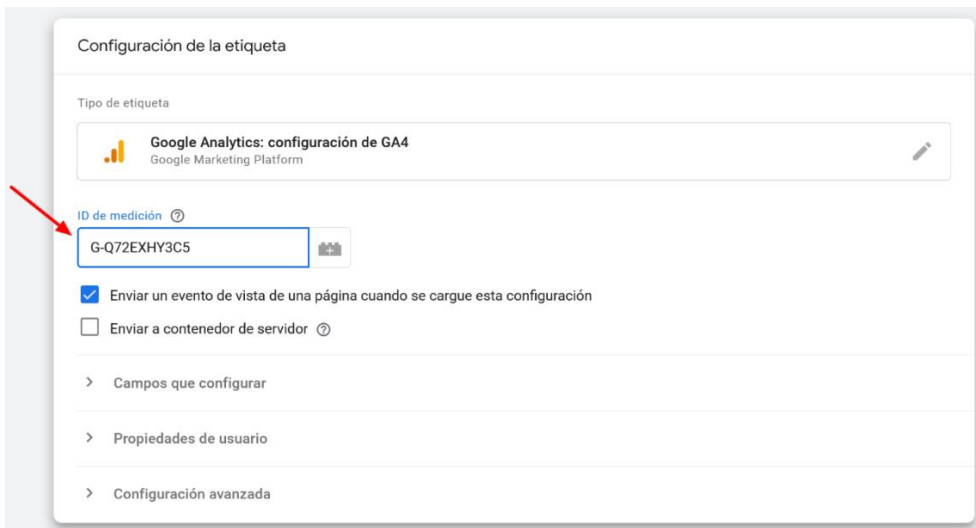 Configuración de la etiqueta
Tipo de etiqueta
Google Analytics: configuración de GA4
Google Marketing Platform
ID de medición
G-Q72EXHY3C5
Enviar un evento de vista de una página cuando se cargue esta configuración
Enviar a contenedor de servidor
Campos que configurar
Propiedades de usuario
Configuración avanzada